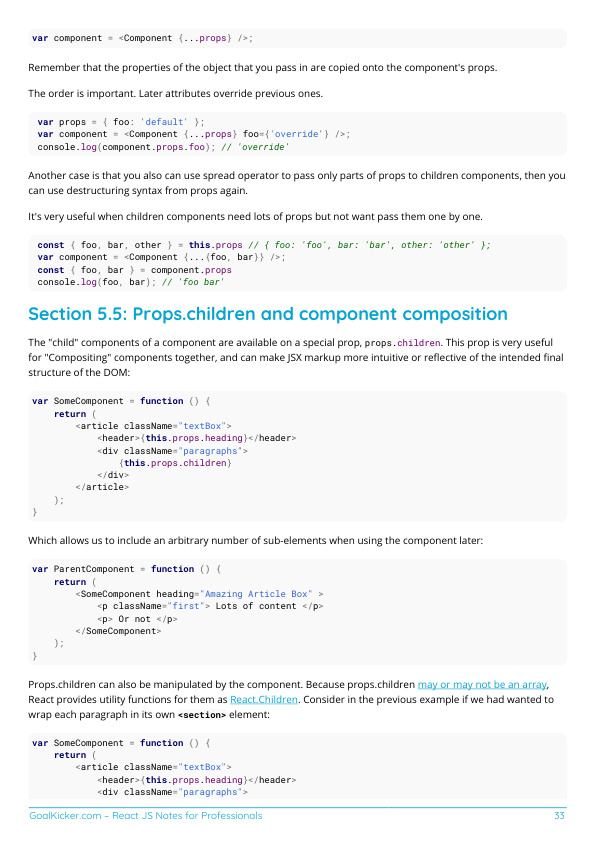 var component = <Component {...props} />;
Remember that the properties of the object that you pass in are copied onto the component's props.
The order is important. Later attributes override previous ones.
var props = { foo: 'default' };
var component = <Component {...props} foo={'override'} />;
console.log(component.props.foo); // 'override'
Another case is that you also can use spread operator to pass only parts of props to children components, then you
can use destructuring syntax from props again.
It's very useful when children components need lots of props but not want pass them one by one.
const { foo, bar, other } = this.props // { foo: 'foo', bar: 'bar', other: 'other' };
var component = <Component {...{foo, bar}} />;
const { foo, bar } = component.props
console.log(foo, bar); // 'foo bar'
Section 5.5: Props.children and component composition
The "child" components of a component are available on a special prop, props.children. This prop is very useful
for "Compositing" components together, and can make JSX markup more intuitive or reflective of the intended final
structure of the DOM:
var SomeComponent = function () {
    return (
        <article className="textBox">
            <header>{this.props.heading}</header>
            <div className="paragraphs">
                {this.props.children}
            </div>
        </article>
    );
}
Which allows us to include an arbitrary number of sub-elements when using the component later:
var ParentComponent = function () {
    return (
        <SomeComponent heading="Amazing Article Box" >
            <p className="first"> Lots of content </p>
            <p> Or not </p>
        </SomeComponent>
    );
}
Props.children can also be manipulated by the component. Because props.children may or may not be an array,
React provides utility functions for them as React.Children. Consider in the previous example if we had wanted to
wrap each paragraph in its own <section> element:
var SomeComponent = function () {
    return (
        <article className="textBox">
            <header>{this.props.heading}</header>
            <div className="paragraphs">
GoalKicker.com – React JS Notes for Professionals 33